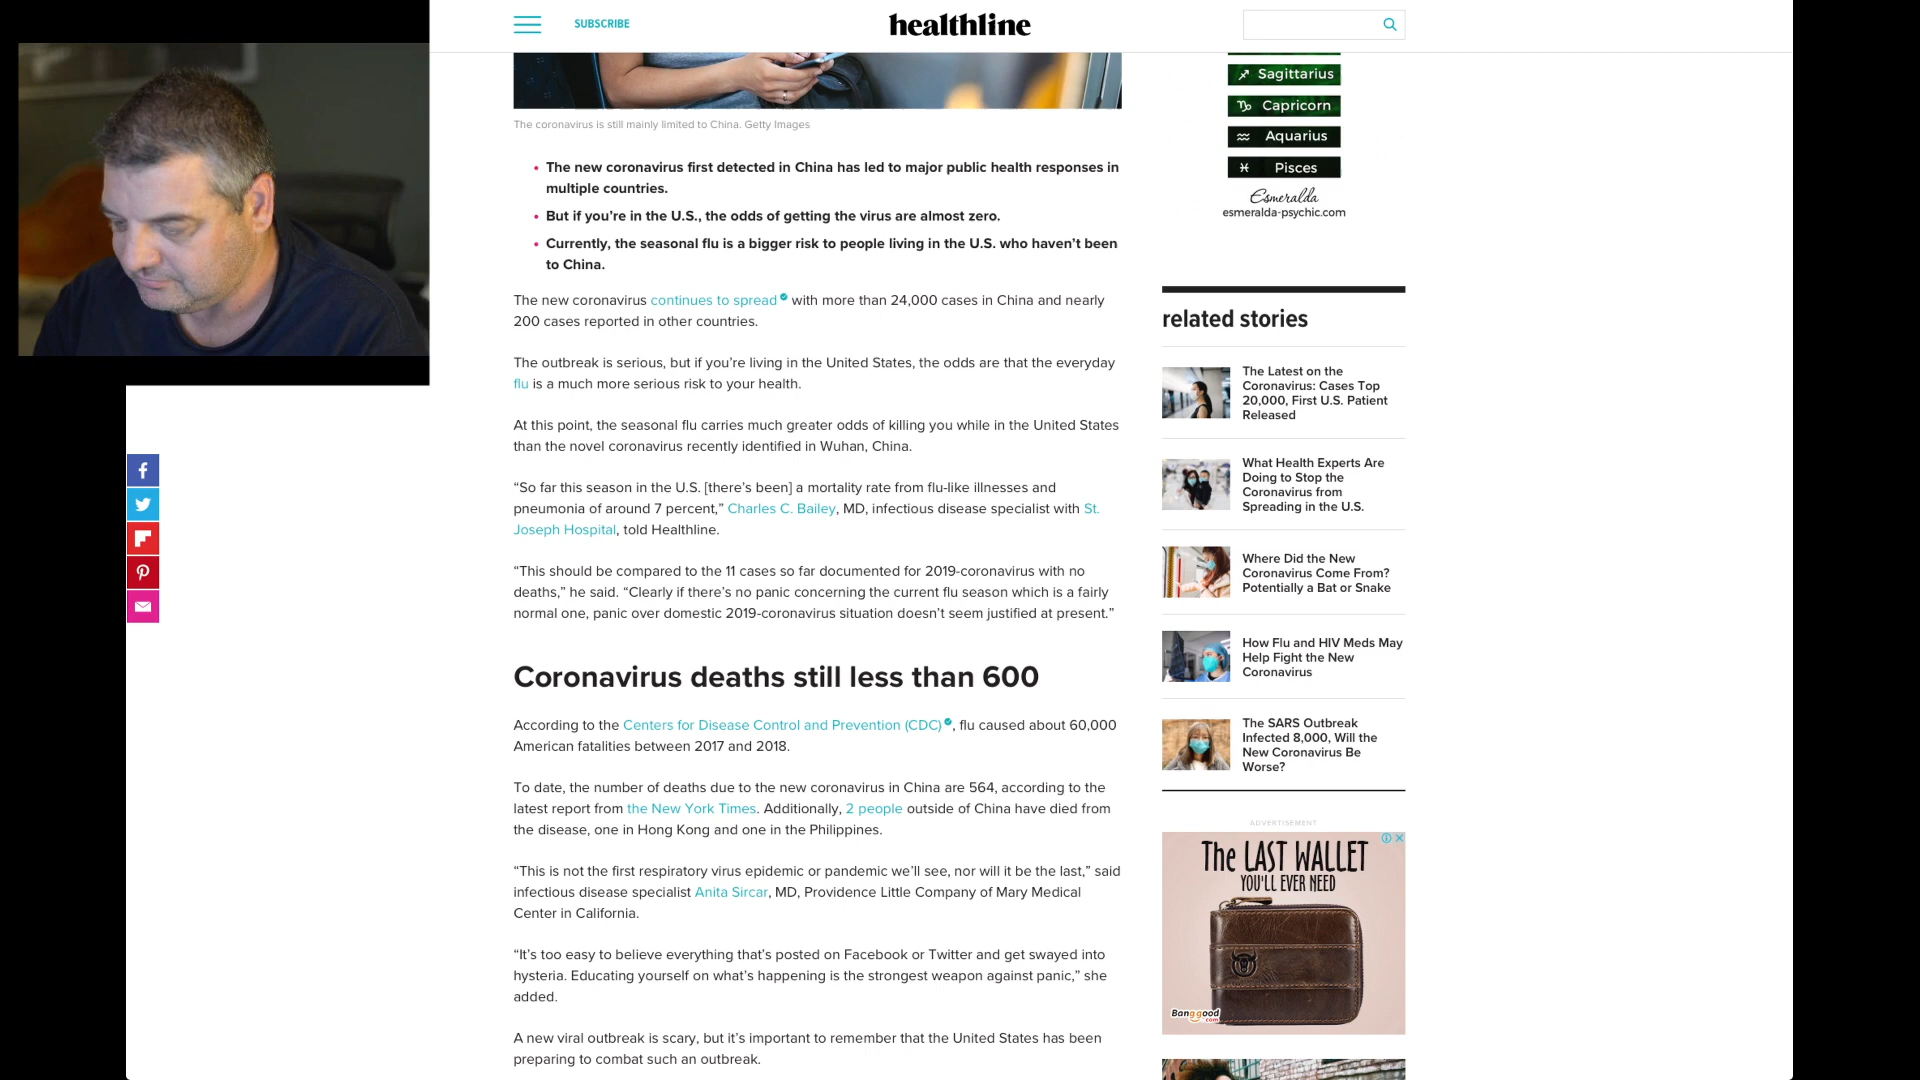 SUBSCRIBE
healthline
The coronavirus is still mainly limited to China. Getty Images
• The new coronavirus first detected in China has led to major public health responses in
multiple countries.
• But if you’re in the U.S., the odds of getting the virus are almost zero.
• Currently, the seasonal flu is a bigger risk to people living in the U.S. who haven’t been
to China.
The new coronavirus continues to spread with more than 24,000 cases in China and nearly
200 cases reported in other countries.
The outbreak is serious, but if you’re living in the United States, the odds are that the everyday
flu is a much more serious risk to your health.
At this point, the seasonal flu carries much greater odds of killing you while in the United States
than the novel coronavirus recently identified in Wuhan, China.
“So far this season in the U.S. [there’s been] a mortality rate from flu-like illnesses and
pneumonia of around 7 percent,” Charles C. Bailey, MD, infectious disease specialist with St.
Joseph Hospital, told Healthline.
“This should be compared to the 11 cases so far documented for 2019-coronavirus with no
deaths,” he said. “Clearly if there’s no panic concerning the current flu season which is a fairly
normal one, panic over domestic 2019-coronavirus situation doesn’t seem justified at present.”
Coronavirus deaths still less than 600
According to the Centers for Disease Control and Prevention (CDC), flu caused about 60,000
American fatalities between 2017 and 2018.
To date, the number of deaths due to the new coronavirus in China are 564, according to the
latest report from the New York Times. Additionally, 2 people outside of China have died from
the disease, one in Hong Kong and one in the Philippines.
“This is not the first respiratory virus epidemic or pandemic we’ll see, nor will it be the last,” said
infectious disease specialist Anita Sircar, MD, Providence Little Company of Mary Medical
Center in California.
“It’s too easy to believe everything that’s posted on Facebook or Twitter and get swayed into
hysteria. Educating yourself on what’s happening is the strongest weapon against panic,” she
added.
A new viral outbreak is scary, but it’s important to remember that the United States has been
preparing to combat such an outbreak.
Sagittarius
Capricorn
Aquarius
Pisces
Esmeralda
esmeralda-psychic.com
related stories
The Latest on the
Coronavirus: Cases Top
20,000, First U.S. Patient
Released
What Health Experts Are
Doing to Stop the
Coronavirus from
Spreading in the U.S.
Where Did the New
Coronavirus Come From?
Potentially a Bat or Snake
How Flu and HIV Meds May
Help Fight the New
Coronavirus
The SARS Outbreak
Infected 8,000, Will the
New Coronavirus Be
Worse?
ADVERTISEMENT
The LAST WALLET
YOU'LL EVER NEED
Banggood
.com